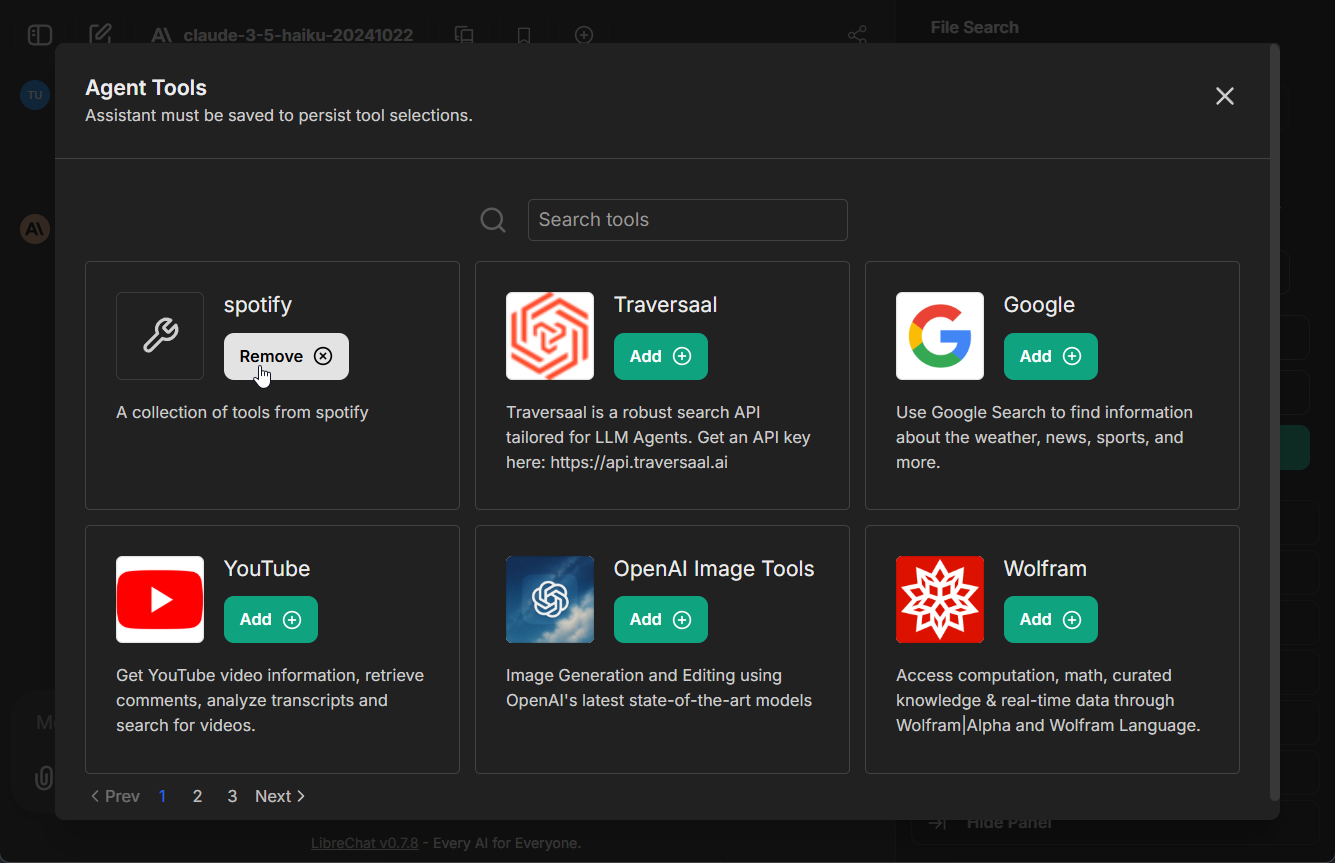 claude-3-5-haiku-20241022
File Search
TU
Agent Tools
Assistant must be saved to persist tool selections.
Search tools
spotify
Remove
A collection of tools from spotify
Traversaal
Add
Traversaal is a robust search API
tailored for LLM Agents. Get an API key
here: https://api.traversaal.ai
Google
Add
Use Google Search to find information
about the weather, news, sports, and
more.
YouTube
Add
Get YouTube video information, retrieve
comments, analyze transcripts and
search for videos.
OpenAI Image Tools
Add
Image Generation and Editing using
OpenAI's latest state-of-the-art models
Wolfram
Add
Access computation, math, curated
knowledge & real-time data through
Wolfram|Alpha and Wolfram Language.
Prev 1 2 3 Next
Hide Panel
LibreChat v0.7.8 - Every AI for Everyone.